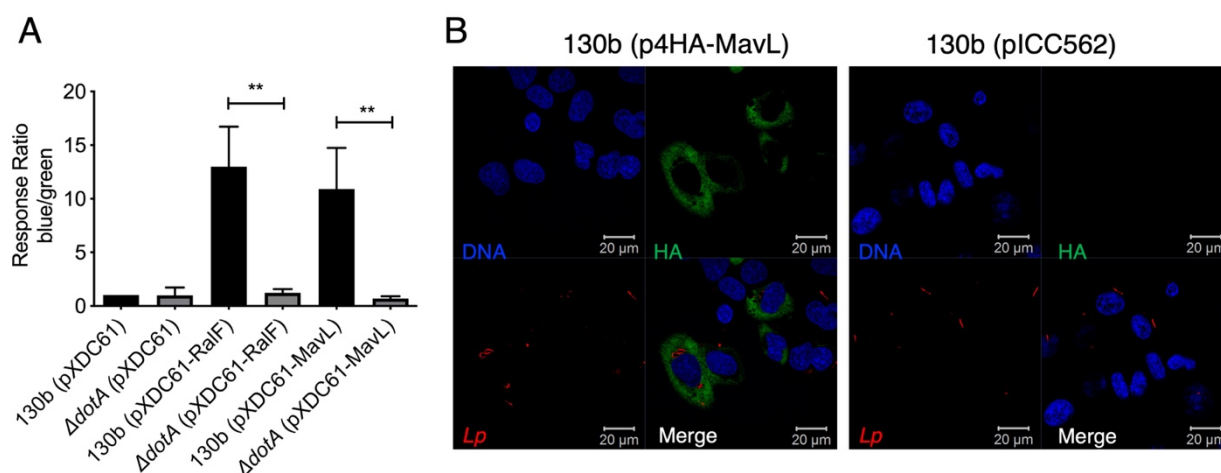 A
Response Ratio
blue/green
20
15
10
5
0
**
**
130b (pXDC61)
ΔdotA (pXDC61)
130b (pXDC61-RalF)
ΔdotA (pXDC61-RalF)
130b (pXDC61-MavL)
ΔdotA (pXDC61-MavL)
B
130b (p4HA-MavL)
130b (pICC562)
20 μm
20 μm
20 μm
20 μm
DNA
HA
DNA
HA
20 μm
20 μm
20 μm
20 μm
Lp
Merge
Lp
Merge